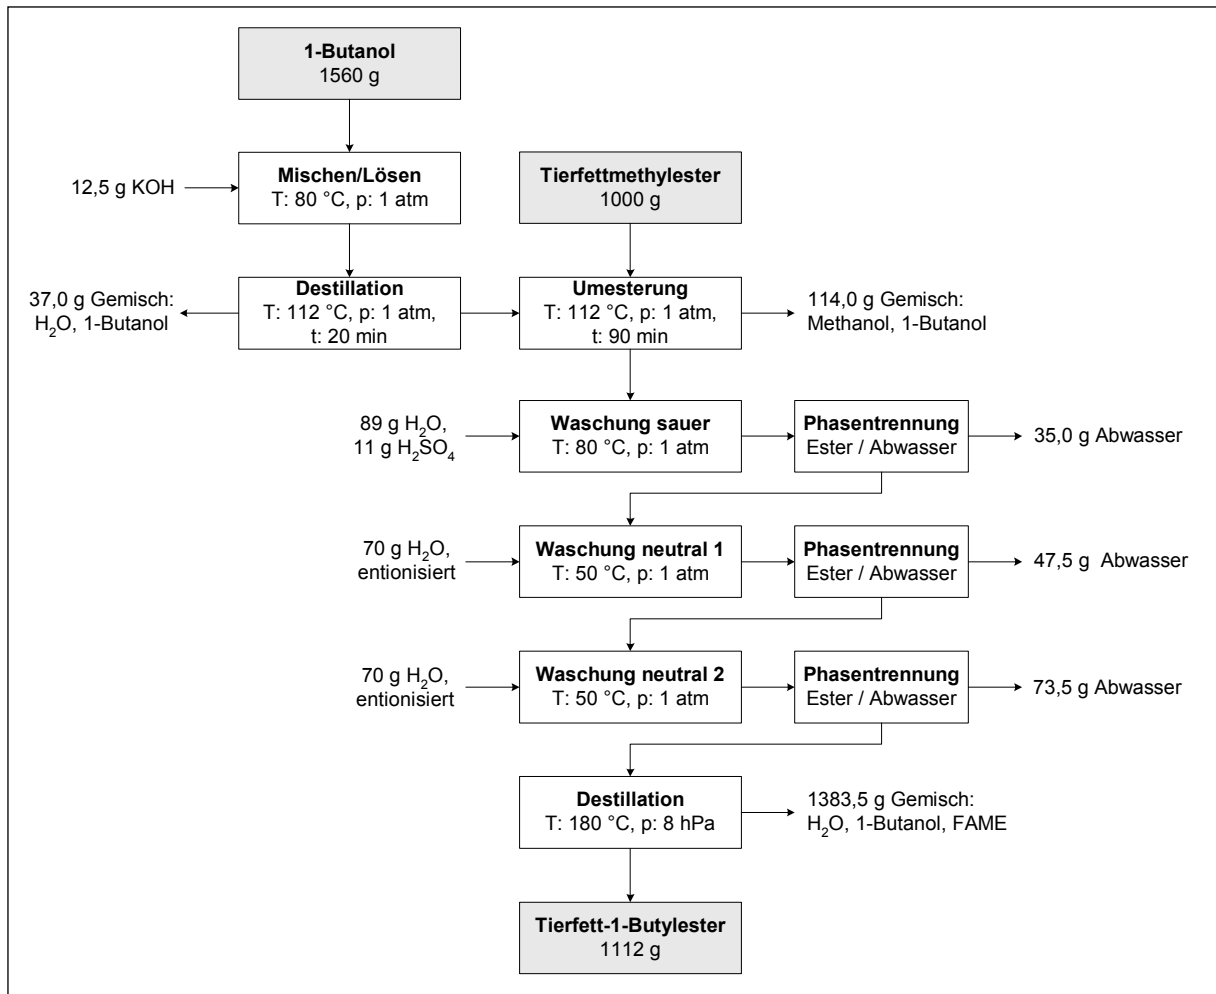 1-Butanol
1560 g
12,5 g KOH
Mischen/Lösen
T: 80 °C, p: 1 atm
Tierfettmethylester
1000 g
37,0 g Gemisch:
H₂O, 1-Butanol
Destillation
T: 112 °C, p: 1 atm,
t: 20 min
Umesterung
T: 112 °C, p: 1 atm,
t: 90 min
114,0 g Gemisch:
Methanol, 1-Butanol
89 g H₂O,
11 g H₂SO₄
Waschung sauer
T: 80 °C, p: 1 atm
Phasentrennung
Ester / Abwasser
35,0 g Abwasser
70 g H₂O,
entionisiert
Waschung neutral 1
T: 50 °C, p: 1 atm
Phasentrennung
Ester / Abwasser
47,5 g Abwasser
70 g H₂O,
entionisiert
Waschung neutral 2
T: 50 °C, p: 1 atm
Phasentrennung
Ester / Abwasser
73,5 g Abwasser
Destillation
T: 180 °C, p: 8 hPa
1383,5 g Gemisch:
H₂O, 1-Butanol, FAME
Tierfett-1-Butylester
1112 g